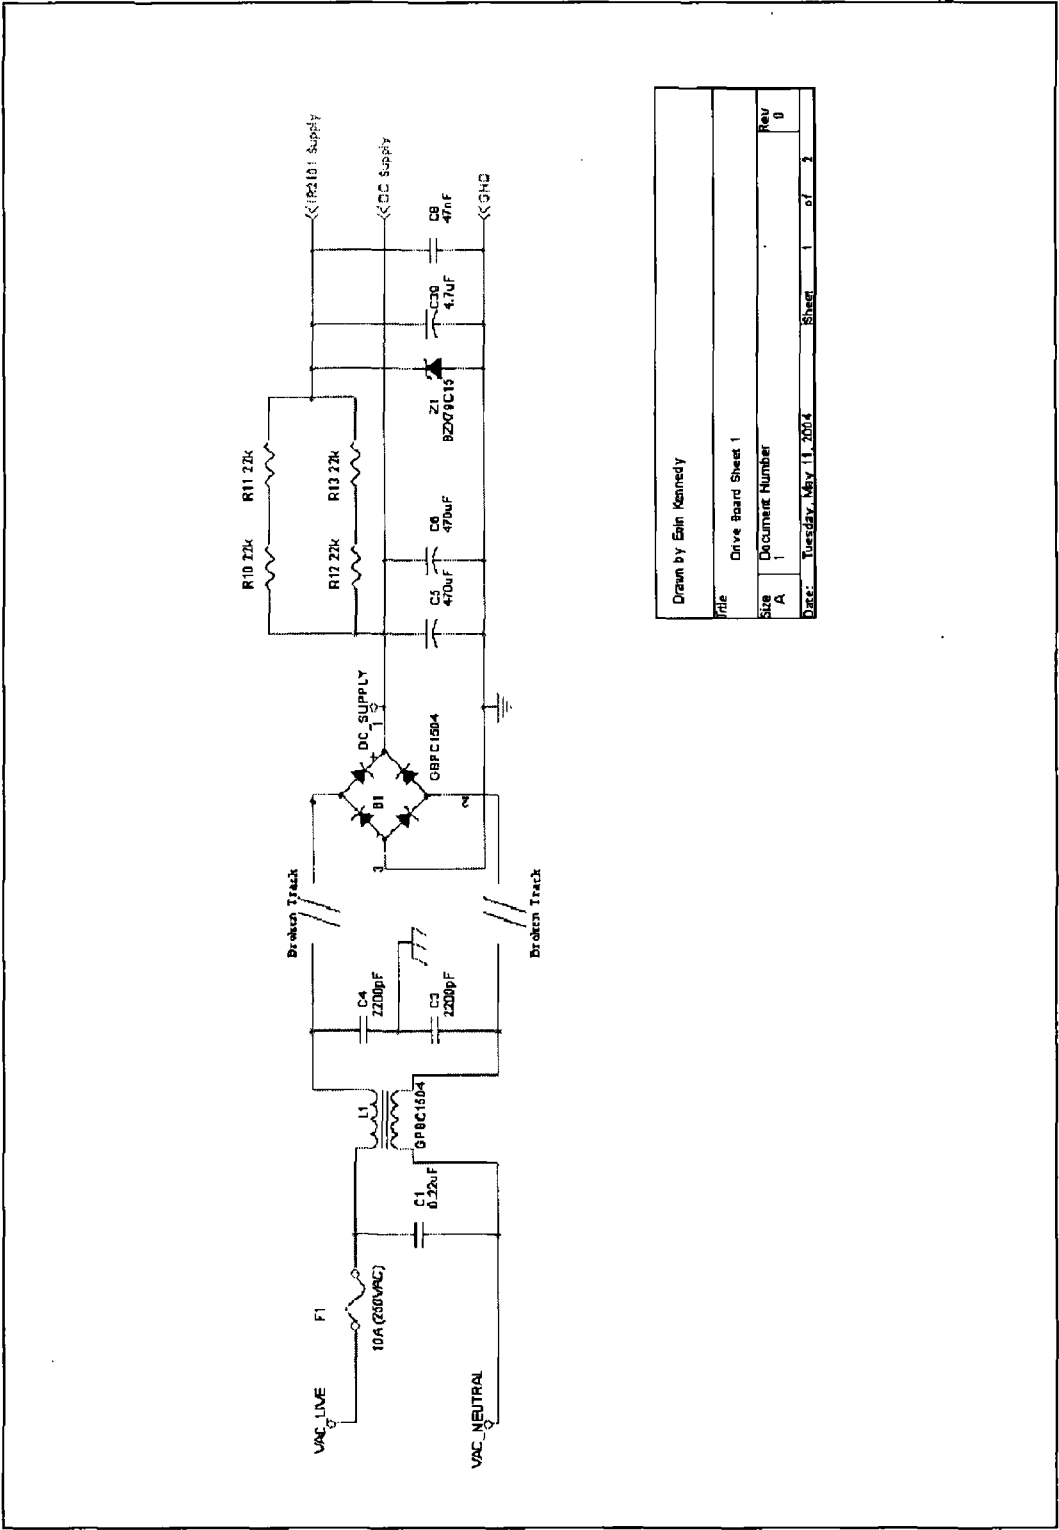 VAC_LIVE
VAC_NEUTRAL
F1
10A (250VAC)
C1
0.22uF
L1
GPBC1504
C4
2200pF
C3
2200pF
Broken Track
Broken Track
3
B1
2
GBPC1504
DC_SUPPLY
1
+
R10 22k
R11 22k
R12 22k
R13 22k
C5
470uF
C6
470uF
Z1
BZX79C15
C39
4.7uF
C8
47nF
IR2101 Supply
DC Supply
GND
Drawn by Eoin Kennedy
Title
Drive Board Sheet 1
Size
A
Document Number
1
Rev
0
Date: Tuesday, May 11, 2004
Sheet 1 of 2